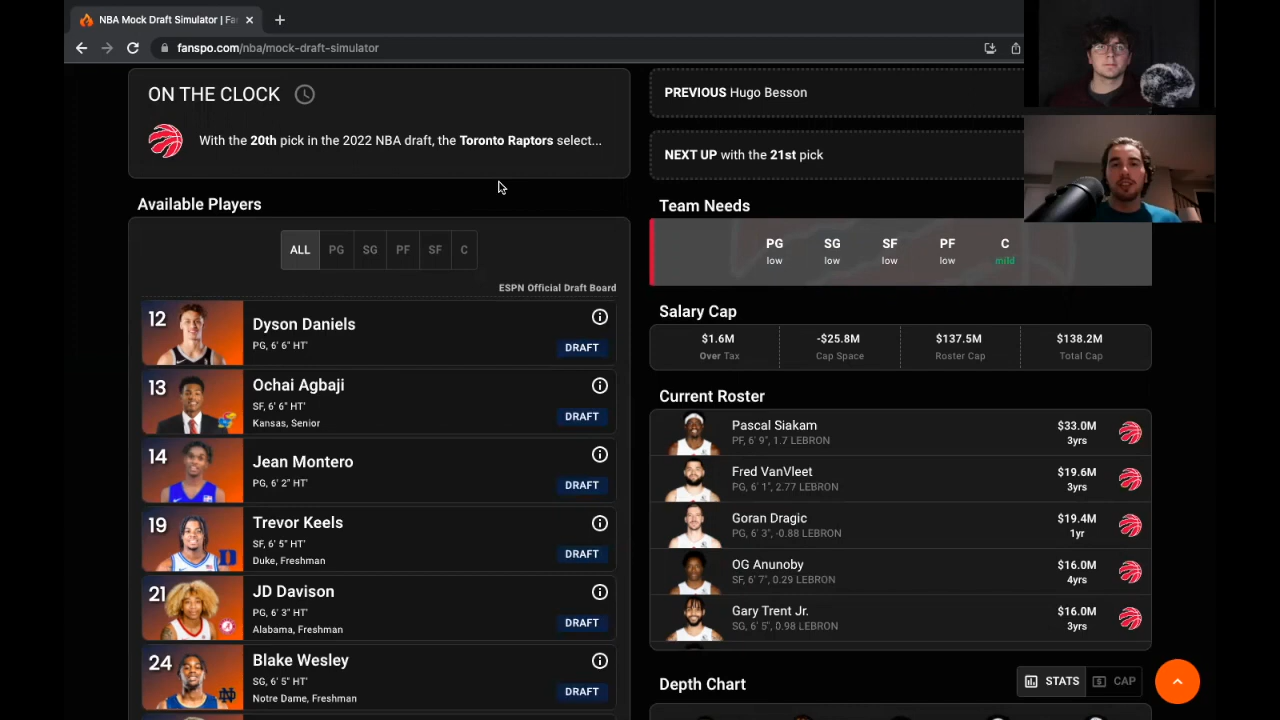 NBA Mock Draft Simulator | Fa
fanspo.com/nba/mock-draft-simulator
ON THE CLOCK
With the 20th pick in the 2022 NBA draft, the Toronto Raptors select...
PREVIOUS Hugo Besson
NEXT UP with the 21st pick
Available Players
ALL PG SG PF SF C
ESPN Official Draft Board
12
Dyson Daniels
PG, 6' 6" HT'
DRAFT
13
Ochai Agbaji
SF, 6' 6" HT'
Kansas, Senior
DRAFT
14
Jean Montero
PG, 6' 2" HT'
DRAFT
19
Trevor Keels
SF, 6' 5" HT'
Duke, Freshman
DRAFT
21
JD Davison
PG, 6' 3" HT'
Alabama, Freshman
DRAFT
24
Blake Wesley
SG, 6' 5" HT'
Notre Dame, Freshman
DRAFT
Team Needs
PG SG SF PF C
low low low low mild
Salary Cap
$1.6M -$25.8M $137.5M $138.2M
Over Tax Cap Space Roster Cap Total Cap
Current Roster
Pascal Siakam $33.0M
PF, 6' 9", 1.7 LEBRON 3yrs
Fred VanVleet $19.6M
PG, 6' 1", 2.77 LEBRON 3yrs
Goran Dragic $19.4M
PG, 6' 3", -0.88 LEBRON 1yr
OG Anunoby $16.0M
SF, 6' 7", 0.29 LEBRON 4yrs
Gary Trent Jr. $16.0M
SG, 6' 5", 0.98 LEBRON 3yrs
Depth Chart
STATS CAP